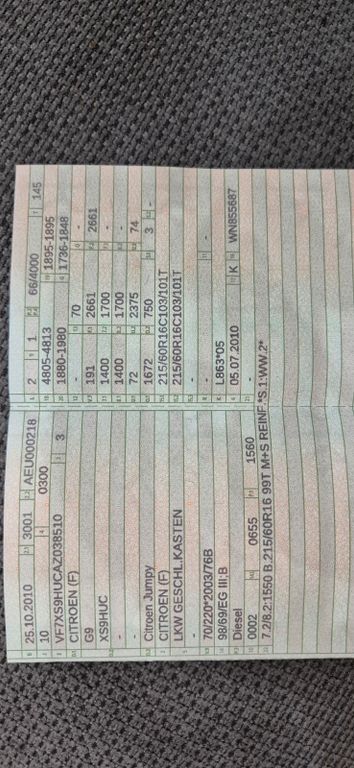 25.10.2010 3001 AEU000218 2 1 66/4000 145
10 0300 4805-4813 1895-1895
VF7XS9HUCAZ038510 3 1880-1980 1736-1848
CITROEN (F) - 70 -
G9 191 2661 2661
XS9HUC 1400 1700 -
- 1400 1700 -
- 72 2375 74
Citroen Jumpy 1672 750 3 -
CITROEN (F) 215/60R16C103/101T
LKW GESCHL.KASTEN 215/60R16C103/101T
-
70/220*2003/76B - -
98/69/EG III;B L863*05
Diesel 05.07.2010 K WN855687
0002 0655 1560 -
7.2/8.2:1550 B.215/60R16 99T M+S REINF.*S.1:WW.2*